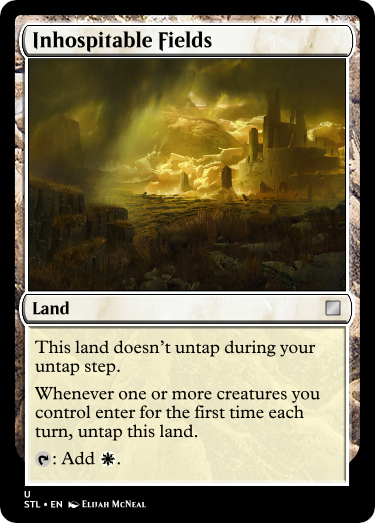 Inhospitable Fields
Land
This land doesn't untap during your
untap step.
Whenever one or more creatures you
control enter for the first time each
turn, untap this land.
: Add .
U
STL • EN Elijah McNeal